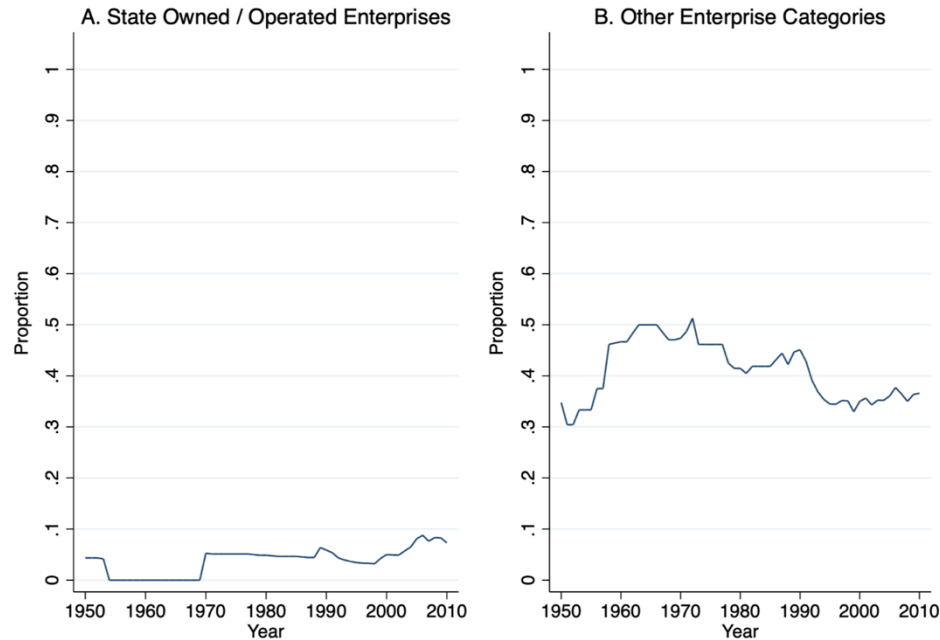 A. State Owned / Operated Enterprises
Proportion
1
.9
.8
.7
.6
.5
.4
.3
.2
.1
0
1950 1960 1970 1980 1990 2000 2010
Year
B. Other Enterprise Categories
Proportion
1
.9
.8
.7
.6
.5
.4
.3
.2
.1
0
1950 1960 1970 1980 1990 2000 2010
Year